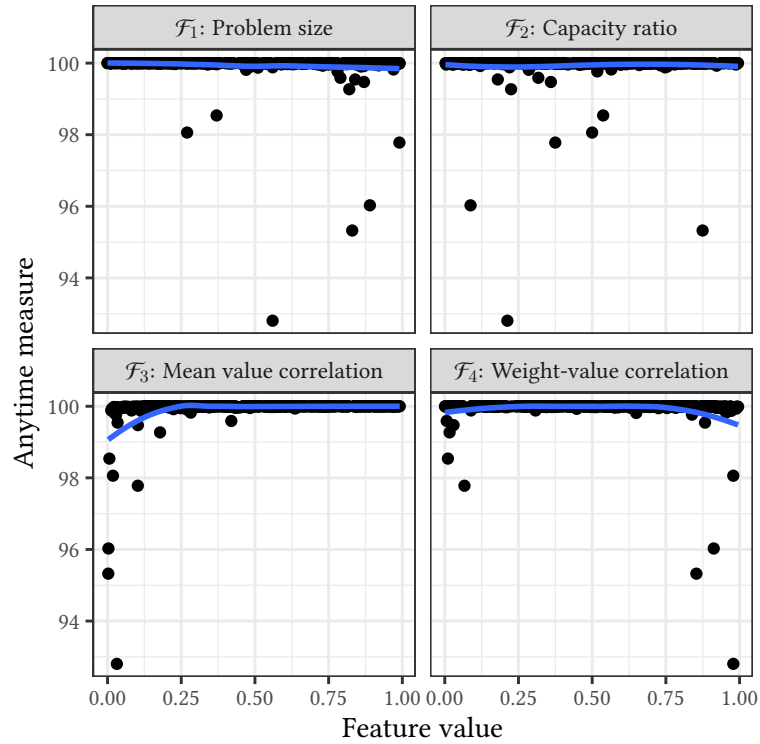 ℱ₁: Problem size
ℱ₂: Capacity ratio
100
98
96
94
ℱ₃: Mean value correlation
ℱ₄: Weight-value correlation
100
98
96
94
0.00 0.25 0.50 0.75 1.00 0.00 0.25 0.50 0.75 1.00
Anytime measure
Feature value